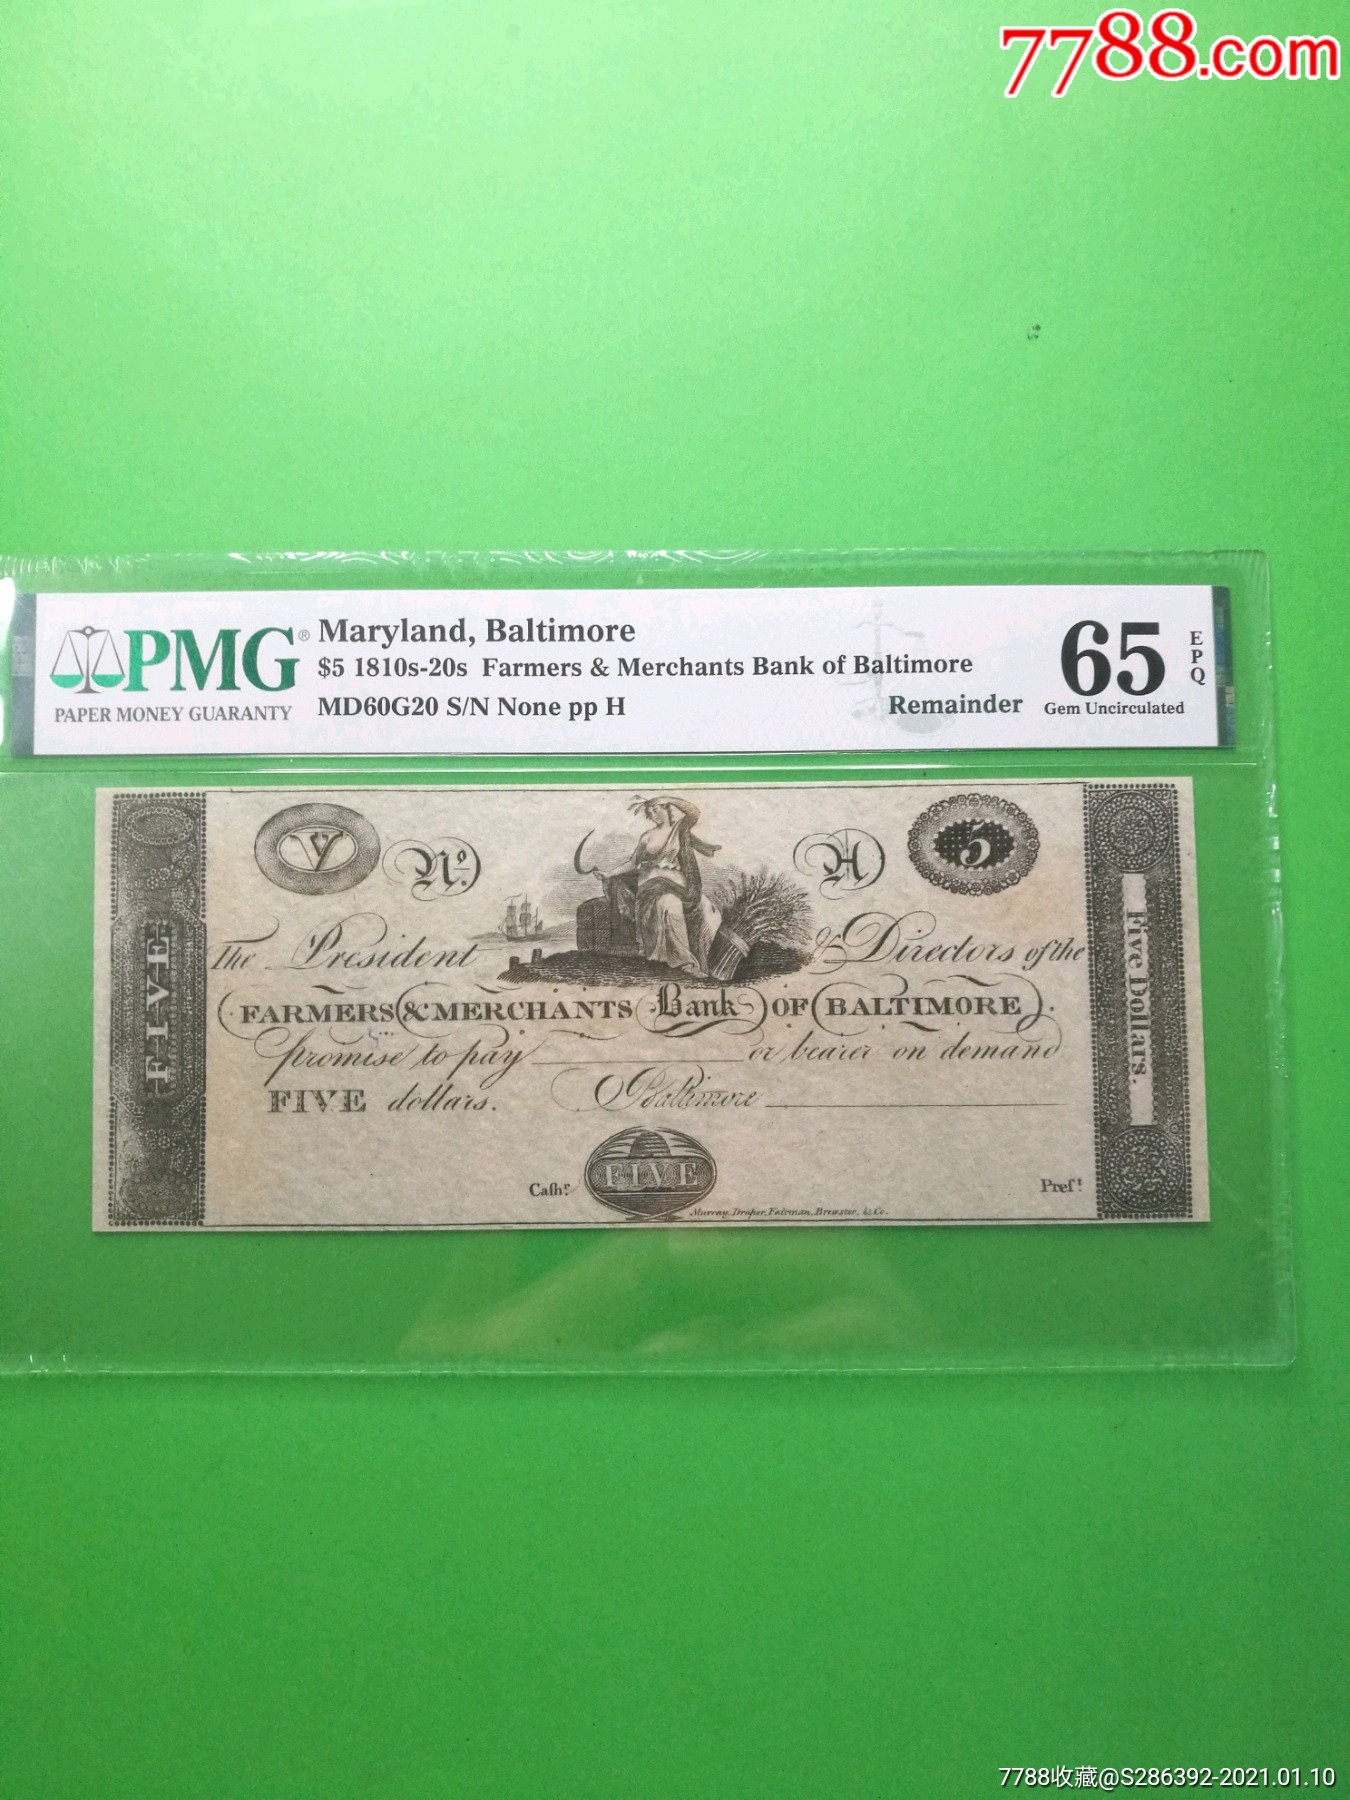 7788.com
PMG®
PAPER MONEY GUARANTY
Maryland, Baltimore
$5 1810s-20s Farmers & Merchants Bank of Baltimore
MD60G20 S/N None pp H
Remainder
65
EPQ
Gem Uncirculated
FIVE
V
No.
H
5
The President & Directors of the
FARMERS & MERCHANTS Bank OF BALTIMORE.
promise to pay or bearer on demand
FIVE dollars. Baltimore
FIVE
Cashr.
Prest
Murray, Draper, Fairman, Brewster, & Co.
Five Dollars.
7788收藏@S286392-2021.01.10